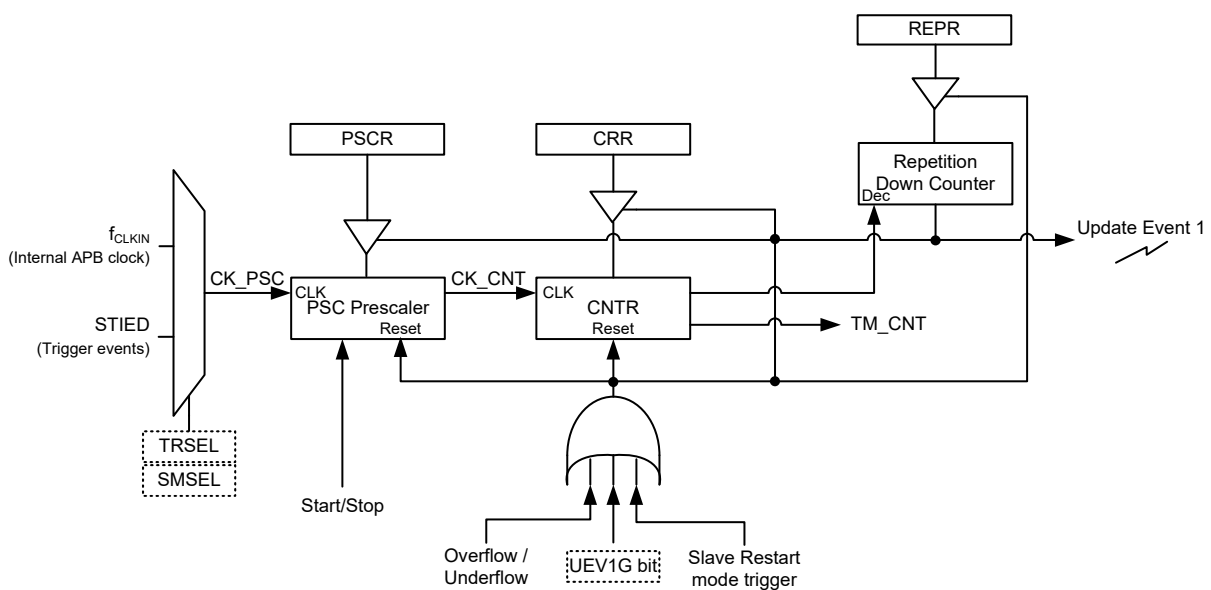 REPR
PSCR
CRR
Repetition
Down Counter
Dec
fCLKIN
(Internal APB clock)
Update Event 1
CK_PSC
CLK
PSC Prescaler
Reset
CK_CNT
CLK
CNTR
Reset
STIED
(Trigger events)
TM_CNT
TRSEL
SMSEL
Start/Stop
Overflow /
Underflow
UEV1G bit
Slave Restart
mode trigger